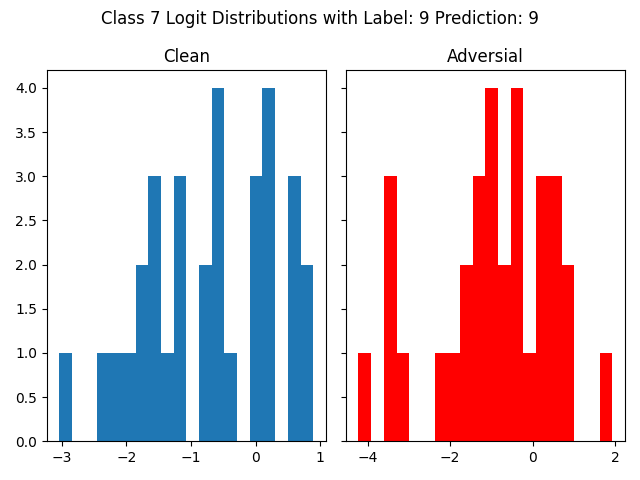 Class 7 Logit Distributions with Label: 9 Prediction: 9
Clean
Adversial
4.0
3.5
3.0
2.5
2.0
1.5
1.0
0.5
0.0
−3 −2 −1 0 1
−4 −2 0 2